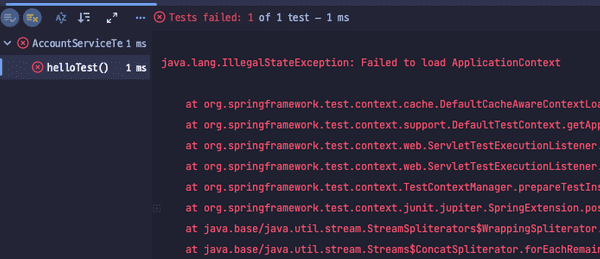 Tests failed: 1 of 1 test – 1 ms
AccountServiceTe 1 ms
helloTest() 1 ms
java.lang.IllegalStateException: Failed to load ApplicationContext
at org.springframework.test.context.cache.DefaultCacheAwareContextLoa
at org.springframework.test.context.support.DefaultTestContext.getApp
at org.springframework.test.context.web.ServletTestExecutionListener.
at org.springframework.test.context.web.ServletTestExecutionListener.
at org.springframework.test.context.TestContextManager.prepareTestIns
at org.springframework.test.context.junit.jupiter.SpringExtension.pos
at java.base/java.util.stream.StreamSpliterators$WrappingSpliterator.
at java.base/java.util.stream.Streams$ConcatSpliterator.forEachRemain